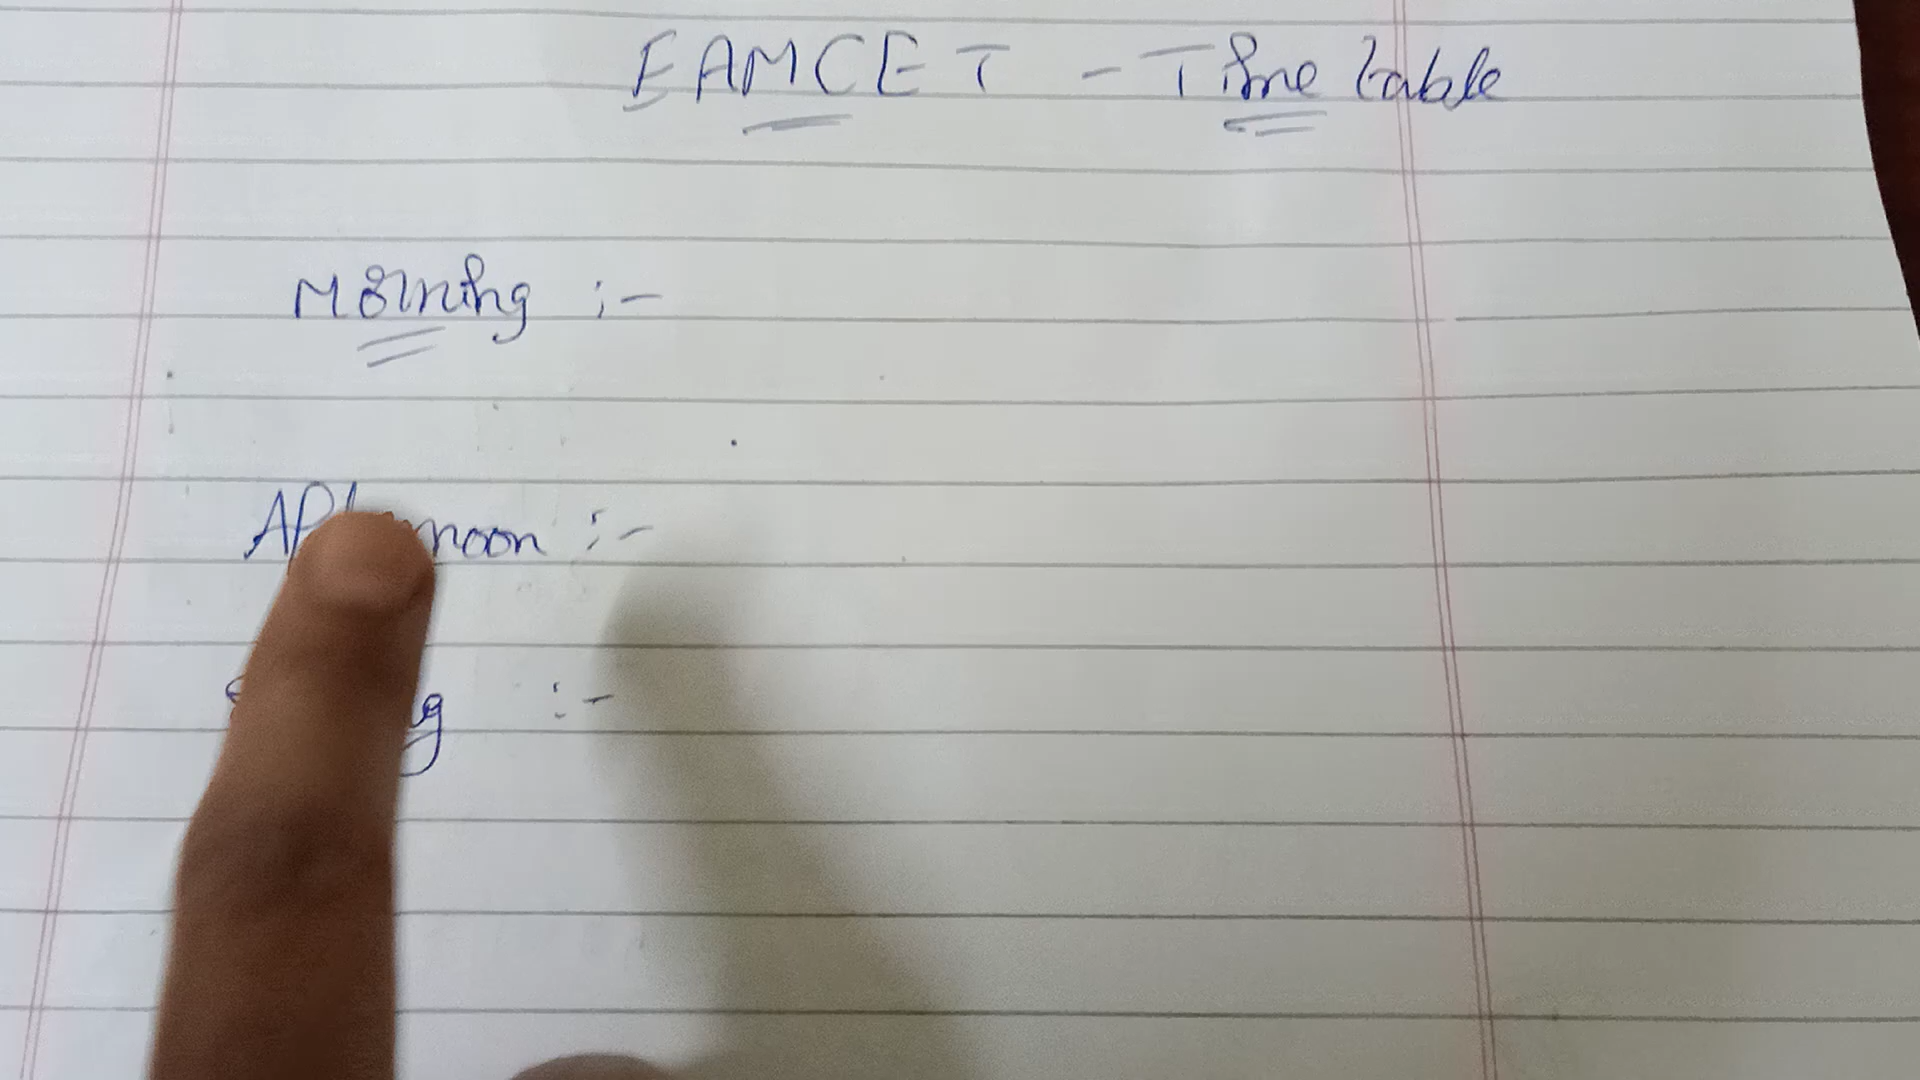 EAMCET - Time table
Morning :-
noon :-
:-